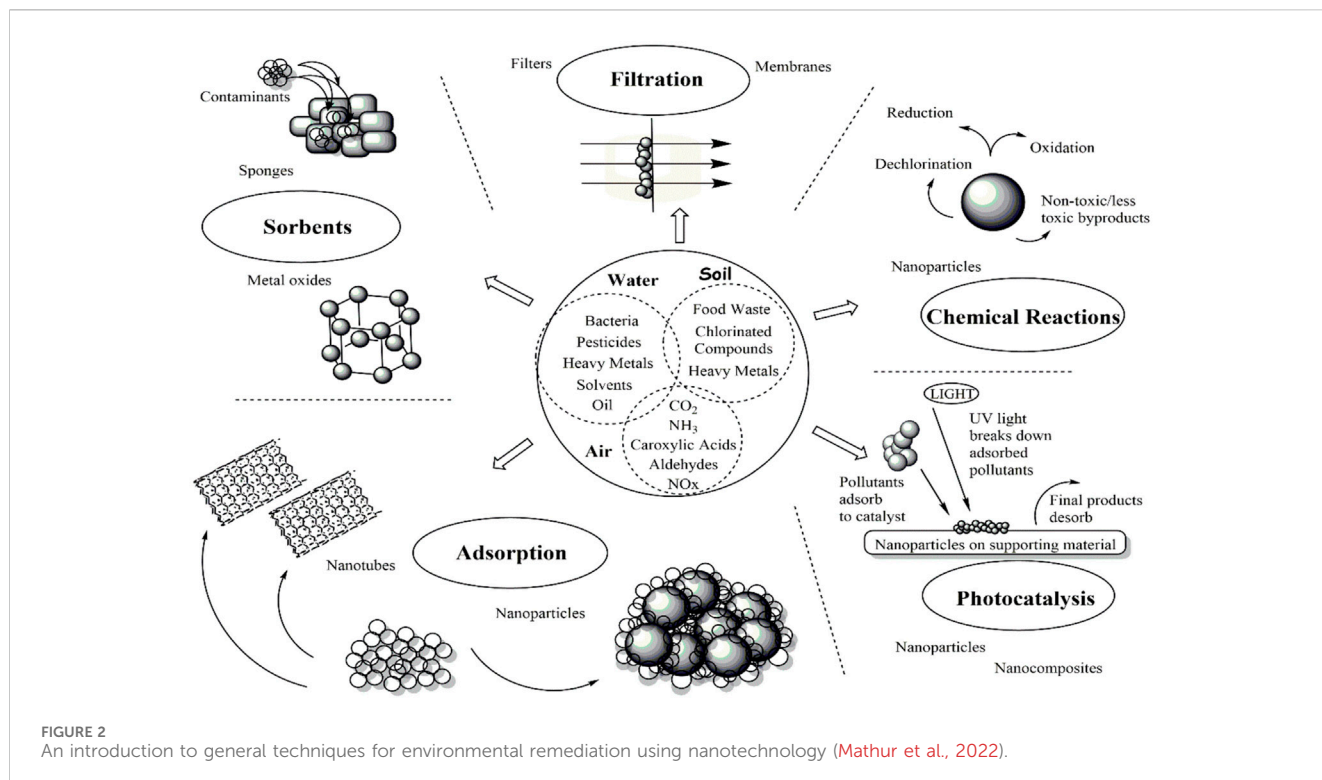 Filters
Filtration
Membranes
Contaminants
Sponges
Sorbents
Metal oxides
Reduction
Oxidation
Dechlorination
Non-toxic/less
toxic byproducts
Nanoparticles
Chemical Reactions
Water
Bacteria
Pesticides
Heavy Metals
Solvents
Oil
Soil
Food Waste
Chlorinated
Compounds
Heavy Metals
Air
CO₂
NH₃
Caroxylic Acids
Aldehydes
NOx
LIGHT
UV light
breaks down
adsorbed
pollutants
Pollutants
adsorb
to catalyst
Final products
desorb
Nanoparticles on supporting material
Photocatalysis
Nanoparticles
Nanocomposites
Nanotubes
Adsorption
Nanoparticles
FIGURE 2
An introduction to general techniques for environmental remediation using nanotechnology (Mathur et al., 2022).